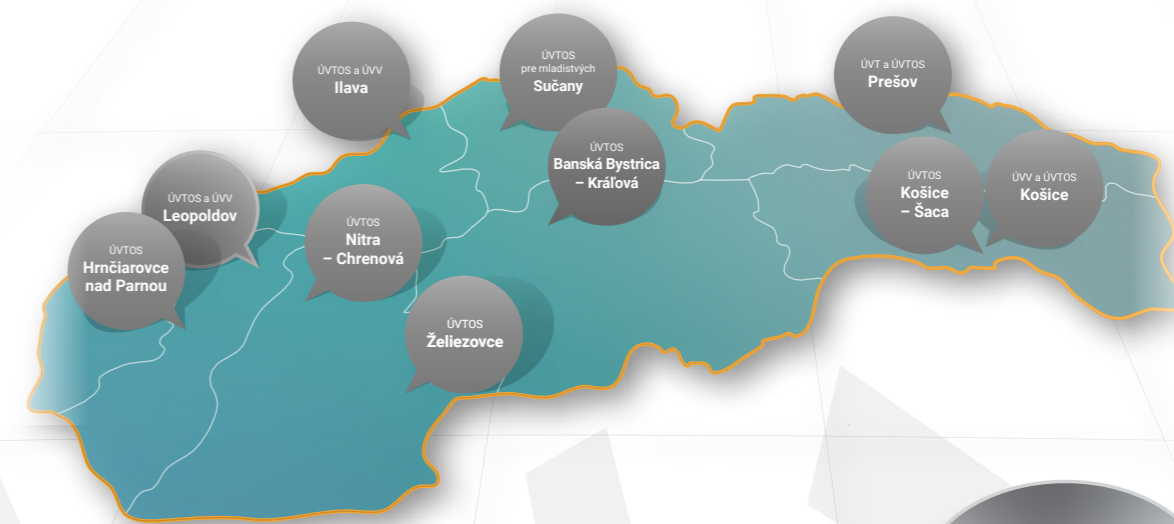 ÚVTOS a ÚVV
Ilava
ÚVTOS
pre mladistvých
Sučany
ÚVT a ÚVTOS
Prešov
ÚVTOS
Banská Bystrica
– Kráľová
ÚVTOS a ÚVV
Leopoldov
ÚVTOS
Košice
– Šaca
ÚVV a ÚVTOS
Košice
ÚVTOS
Nitra
– Chrenová
ÚVTOS
Hrnčiarovce
nad Parnou
ÚVTOS
Želiezovce